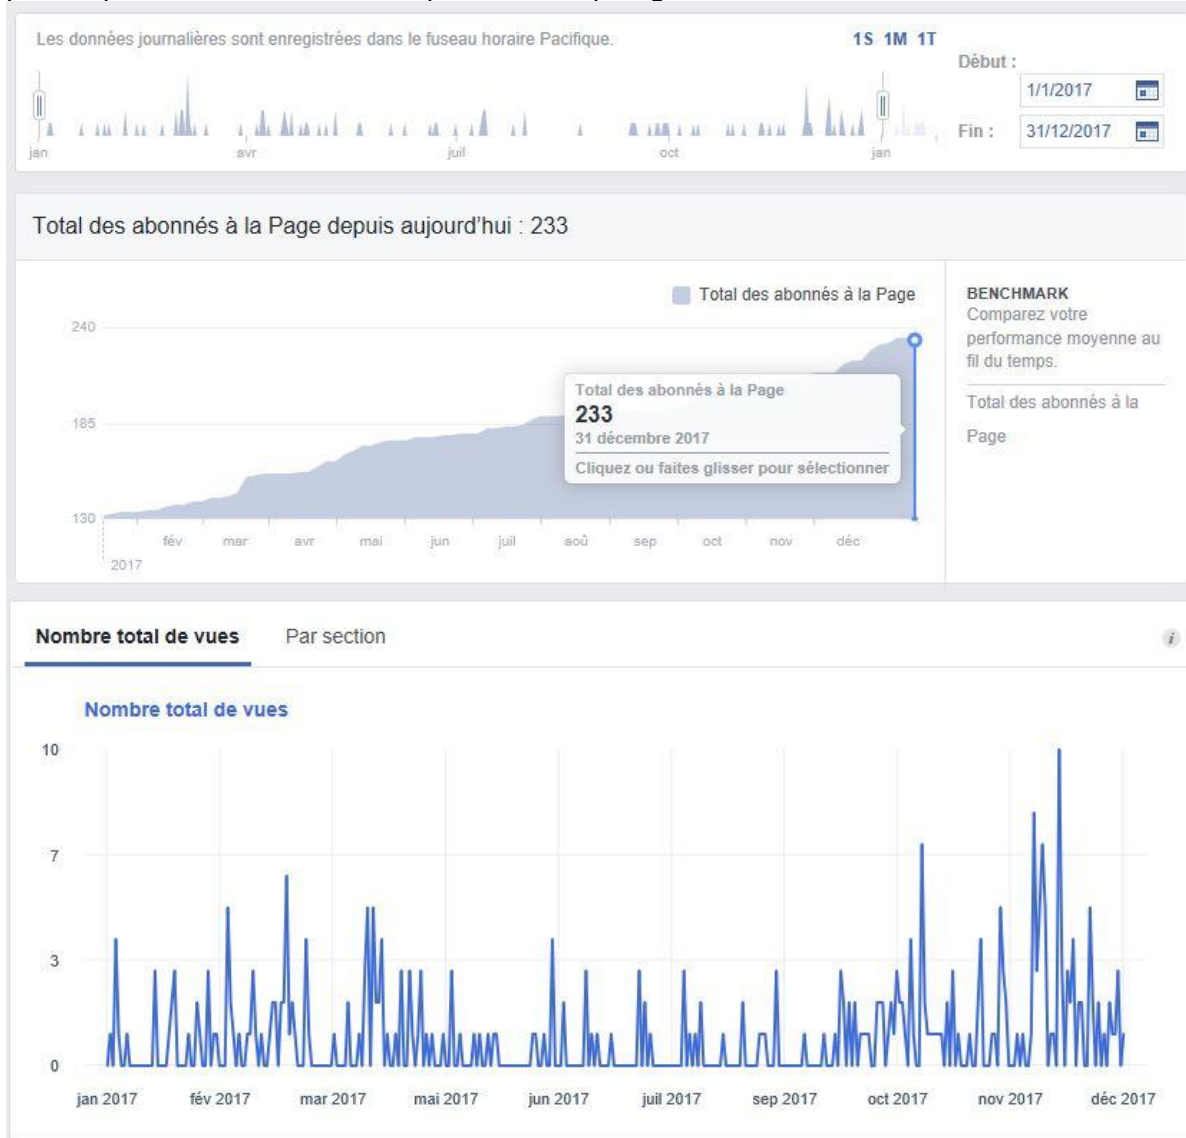 Les données journalières sont enregistrées dans le fuseau horaire Pacifique.
1S 1M 1T
Début :
1/1/2017
Fin :
31/12/2017
jan avr juil oct jan
Total des abonnés à la Page depuis aujourd'hui : 233
Total des abonnés à la Page
BENCHMARK
Comparez votre
performance moyenne au
fil du temps.
Total des abonnés à la
Page
240
185
130
Total des abonnés à la Page
233
31 décembre 2017
Cliquez ou faites glisser pour sélectionner
fév mar avr mai jun juil aoû sep oct nov déc
2017
Nombre total de vues Par section
i
Nombre total de vues
10
7
3
0
jan 2017 fév 2017 mar 2017 mai 2017 jun 2017 juil 2017 sep 2017 oct 2017 nov 2017 déc 2017